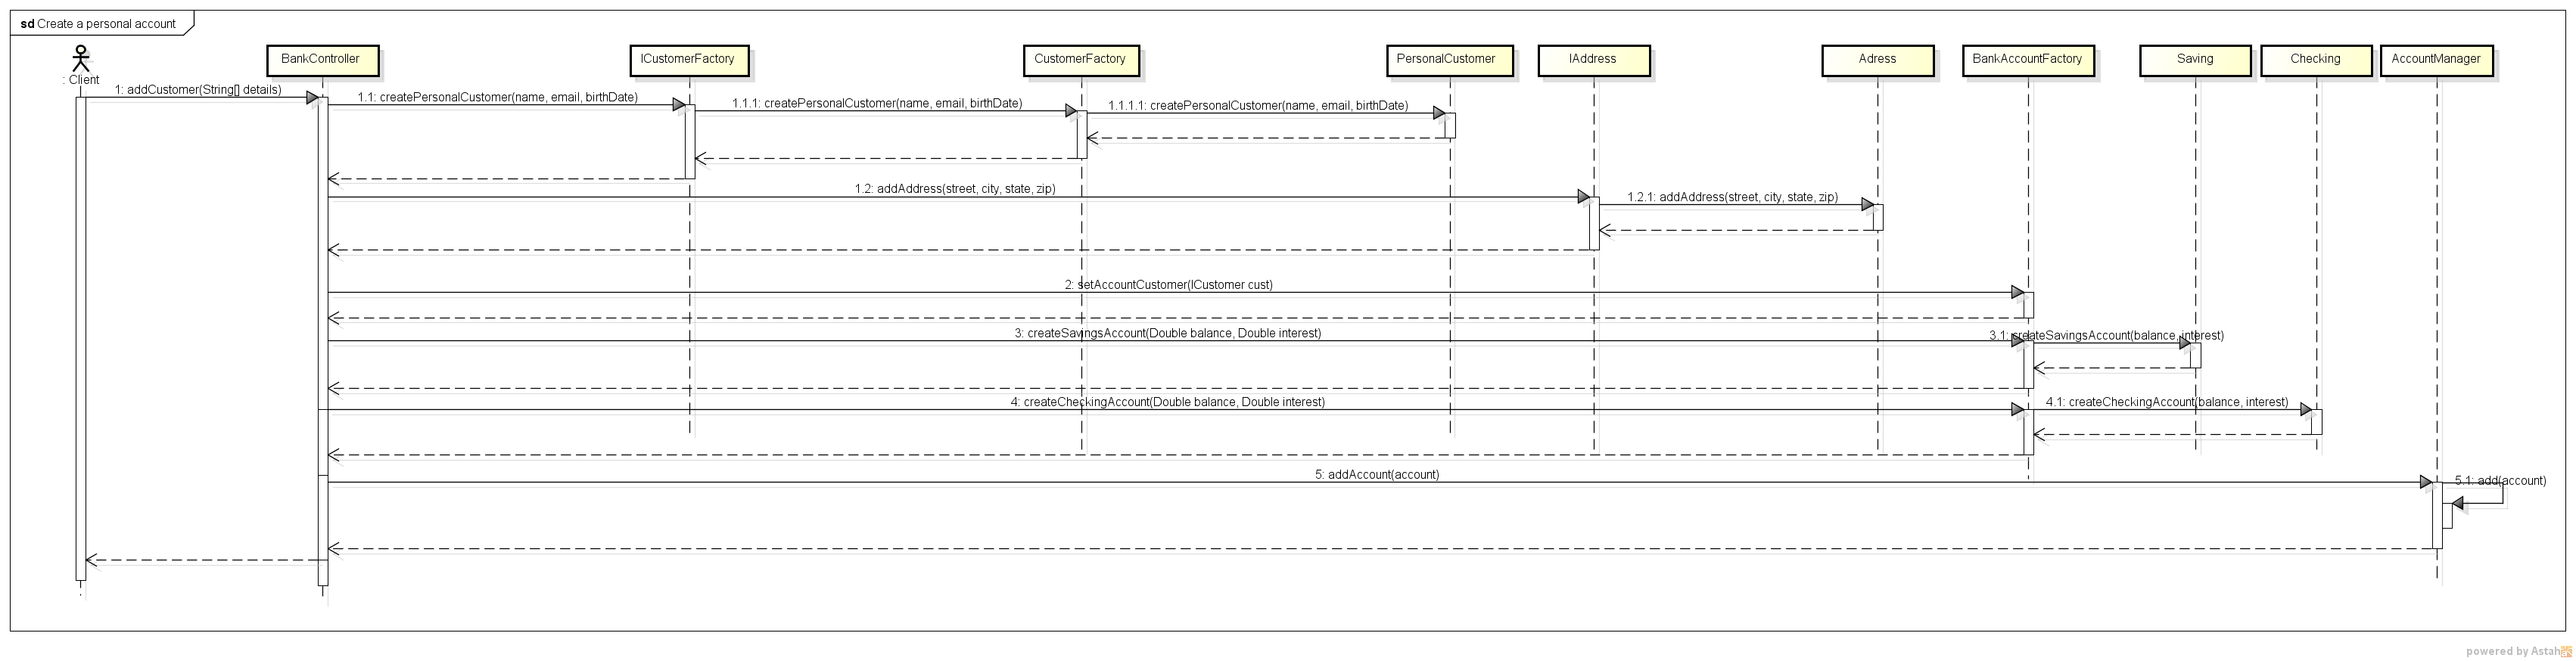 sd Create a personal account
: Client
BankController
ICustomerFactory
CustomerFactory
PersonalCustomer
IAddress
Adress
BankAccountFactory
Saving
Checking
AccountManager
1: addCustomer(String[] details)
1.1: createPersonalCustomer(name, email, birthDate)
1.1.1: createPersonalCustomer(name, email, birthDate)
1.1.1.1: createPersonalCustomer(name, email, birthDate)
1.2: addAddress(street, city, state, zip)
1.2.1: addAddress(street, city, state, zip)
2: setAccountCustomer(ICustomer cust)
3: createSavingsAccount(Double balance, Double interest)
3.1: createSavingsAccount(balance, interest)
4: createCheckingAccount(Double balance, Double interest)
4.1: createCheckingAccount(balance, interest)
5: addAccount(account)
5.1: add(account)
powered by Astah